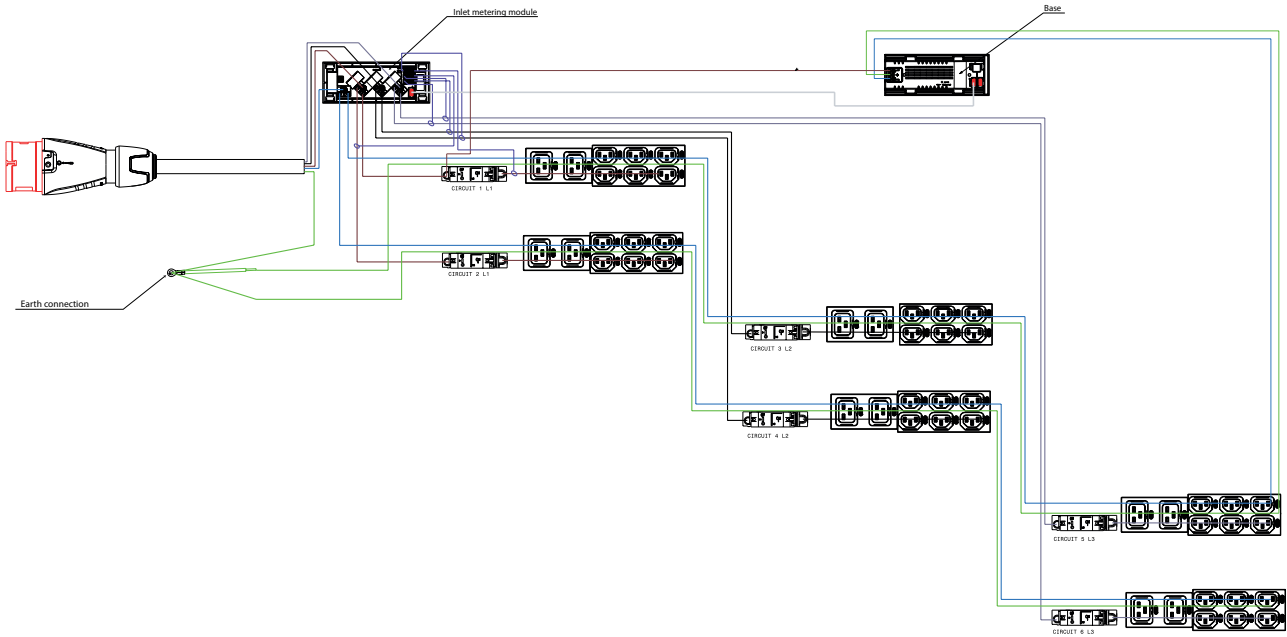 Inlet metering module
Base
CIRCUIT 1 L1
CIRCUIT 2 L1
Earth connection
CIRCUIT 3 L2
CIRCUIT 4 L2
CIRCUIT 5 L3
CIRCUIT 6 L3